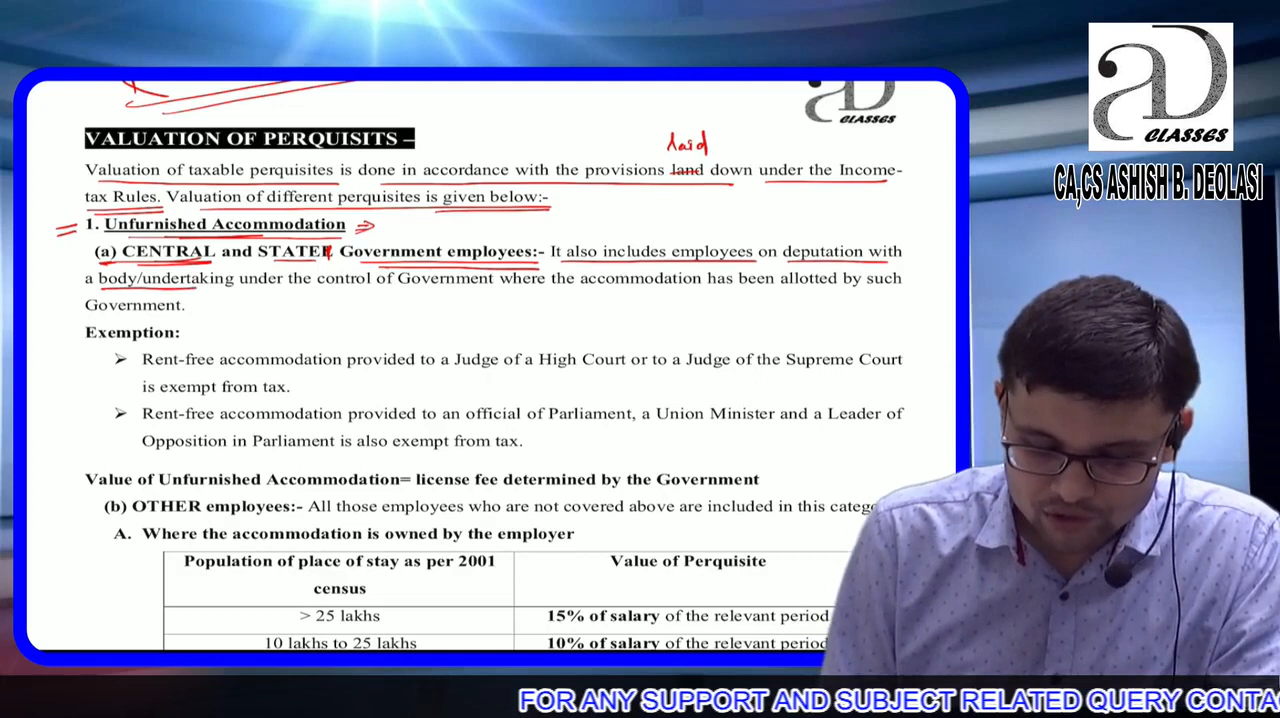 aD
CLASSES
aD
CLASSES
CA,CS ASHISH B. DEOLASI
VALUATION OF PERQUISITS –
laid
Valuation of taxable perquisites is done in accordance with the provisions land down under the Income-
tax Rules. Valuation of different perquisites is given below:-
1. Unfurnished Accommodation
(a) CENTRAL and STATE Government employees:- It also includes employees on deputation with
a body/undertaking under the control of Government where the accommodation has been allotted by such
Government.
Exemption:
➢ Rent-free accommodation provided to a Judge of a High Court or to a Judge of the Supreme Court
is exempt from tax.
➢ Rent-free accommodation provided to an official of Parliament, a Union Minister and a Leader of
Opposition in Parliament is also exempt from tax.
Value of Unfurnished Accommodation= license fee determined by the Government
(b) OTHER employees:- All those employees who are not covered above are included in this categ
A. Where the accommodation is owned by the employer
Population of place of stay as per 2001 census Value of Perquisite
> 25 lakhs 15% of salary of the relevant period
10 lakhs to 25 lakhs 10% of salary of the relevant period
FOR ANY SUPPORT AND SUBJECT RELATED QUERY CONTA